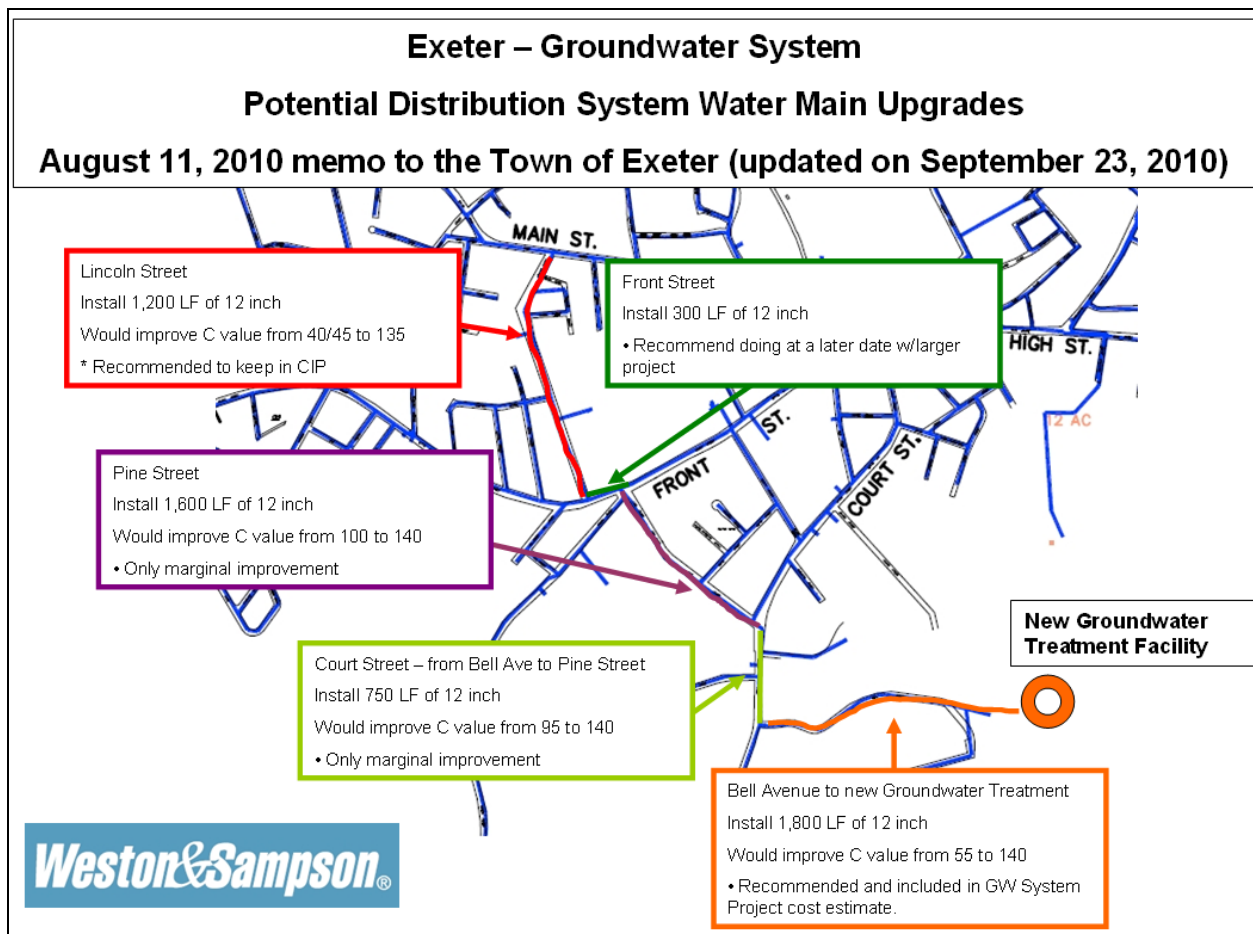 Exeter – Groundwater System
Potential Distribution System Water Main Upgrades
August 11, 2010 memo to the Town of Exeter (updated on September 23, 2010)
MAIN ST.
Lincoln Street
Install 1,200 LF of 12 inch
Would improve C value from 40/45 to 135
* Recommended to keep in CIP
Front Street
Install 300 LF of 12 inch
• Recommend doing at a later date w/larger
project
HIGH ST.
12 AC
FRONT ST.
COURT ST.
Pine Street
Install 1,600 LF of 12 inch
Would improve C value from 100 to 140
• Only marginal improvement
New Groundwater
Treatment Facility
Court Street – from Bell Ave to Pine Street
Install 750 LF of 12 inch
Would improve C value from 95 to 140
• Only marginal improvement
Bell Avenue to new Groundwater Treatment
Install 1,800 LF of 12 inch
Would improve C value from 55 to 140
• Recommended and included in GW System
Project cost estimate.
Weston&Sampson®